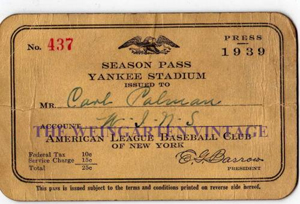 No. 437
PRESS
1939
SEASON PASS
YANKEE STADIUM
ISSUED TO
MR. Carl Palman
ACCOUNT W-I-N-S
THE WEINGARTEN VINTAGE
AMERICAN LEAGUE BASEBALL CLUB
OF NEW YORK
Federal Tax 10c
Service Charge 15c
Total 25c
E.G. Barrow
PRESIDENT
This pass is issued subject to the terms and conditions printed on reverse side hereof.